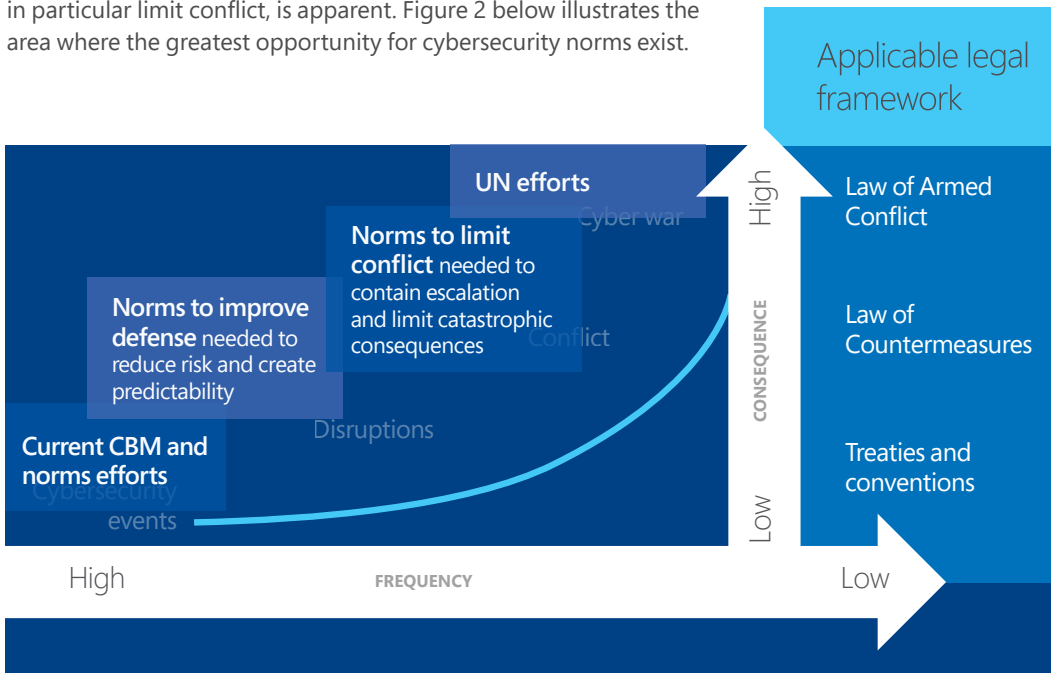 in particular limit conflict, is apparent. Figure 2 below illustrates the
area where the greatest opportunity for cybersecurity norms exist.
Applicable legal
framework
UN efforts
Cyber war
Norms to limit
conflict needed to
contain escalation
and limit catastrophic
consequences
Conflict
Norms to improve
defense needed to
reduce risk and create
predictability
Disruptions
Current CBM and
norms efforts
Cybersecurity
events
High
CONSEQUENCE
Low
Law of Armed
Conflict
Law of
Countermeasures
Treaties and
conventions
High
FREQUENCY
Low